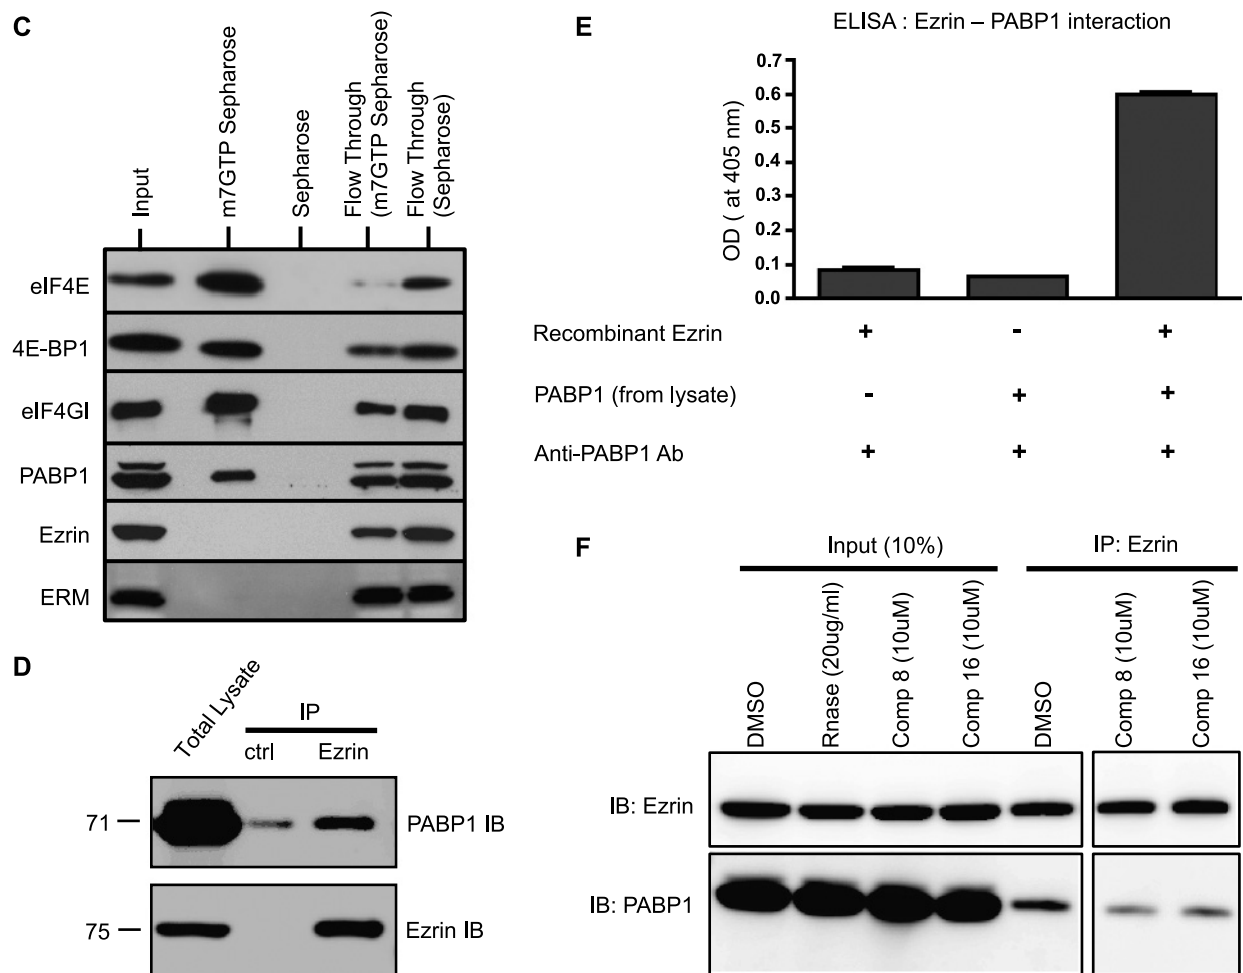 C
Input
m7GTP Sepharose
Sepharose
Flow Through
(m7GTP Sepharose)
Flow Through
(Sepharose)
eIF4E
4E-BP1
eIF4GI
PABP1
Ezrin
ERM
D
Total Lysate
IP
ctrl
Ezrin
71
PABP1 IB
75
Ezrin IB
E
ELISA : Ezrin – PABP1 interaction
OD ( at 405 nm)
0.7
0.6
0.5
0.4
0.3
0.2
0.1
0.0
Recombinant Ezrin + - +
PABP1 (from lysate) - + +
Anti-PABP1 Ab + + +
F
Input (10%)
IP: Ezrin
DMSO
Rnase (20ug/ml)
Comp 8 (10uM)
Comp 16 (10uM)
DMSO
Comp 8 (10uM)
Comp 16 (10uM)
IB: Ezrin
IB: PABP1